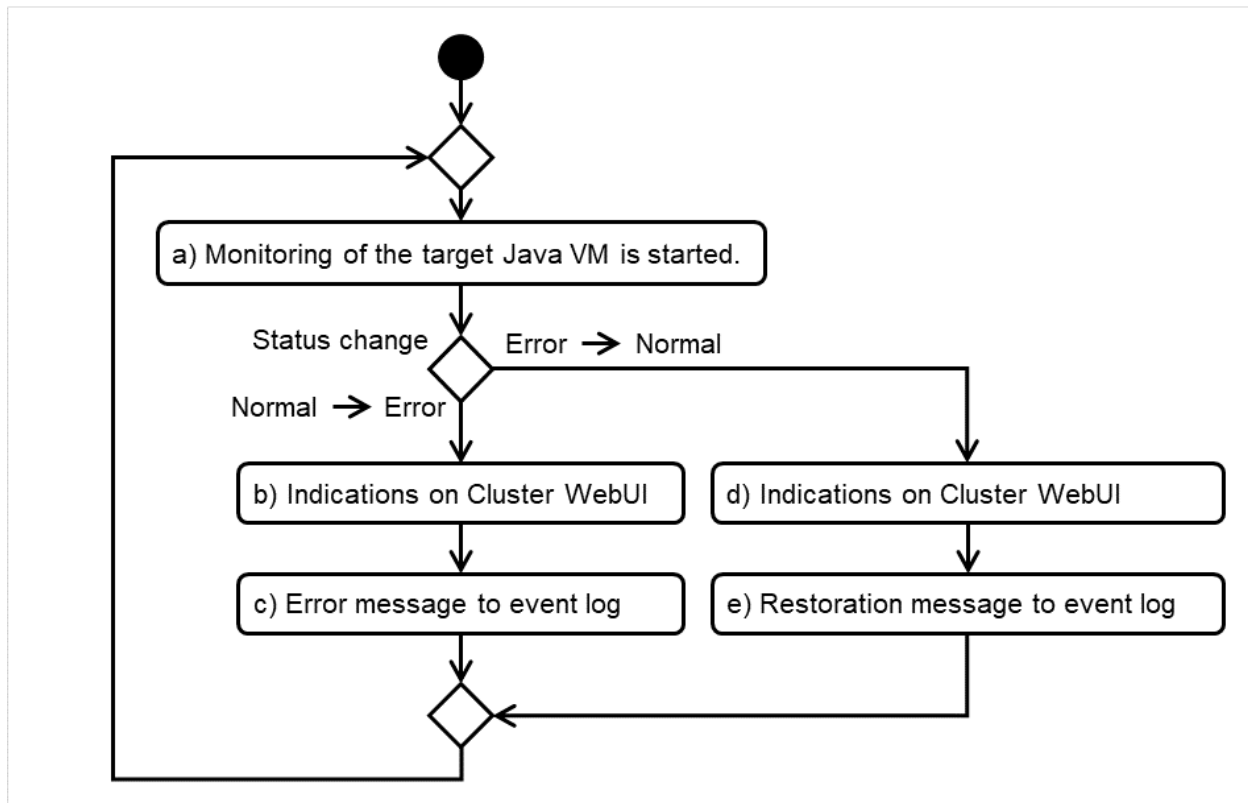 a) Monitoring of the target Java VM is started.
Status change
Error → Normal
Normal → Error
b) Indications on Cluster WebUI
d) Indications on Cluster WebUI
c) Error message to event log
e) Restoration message to event log